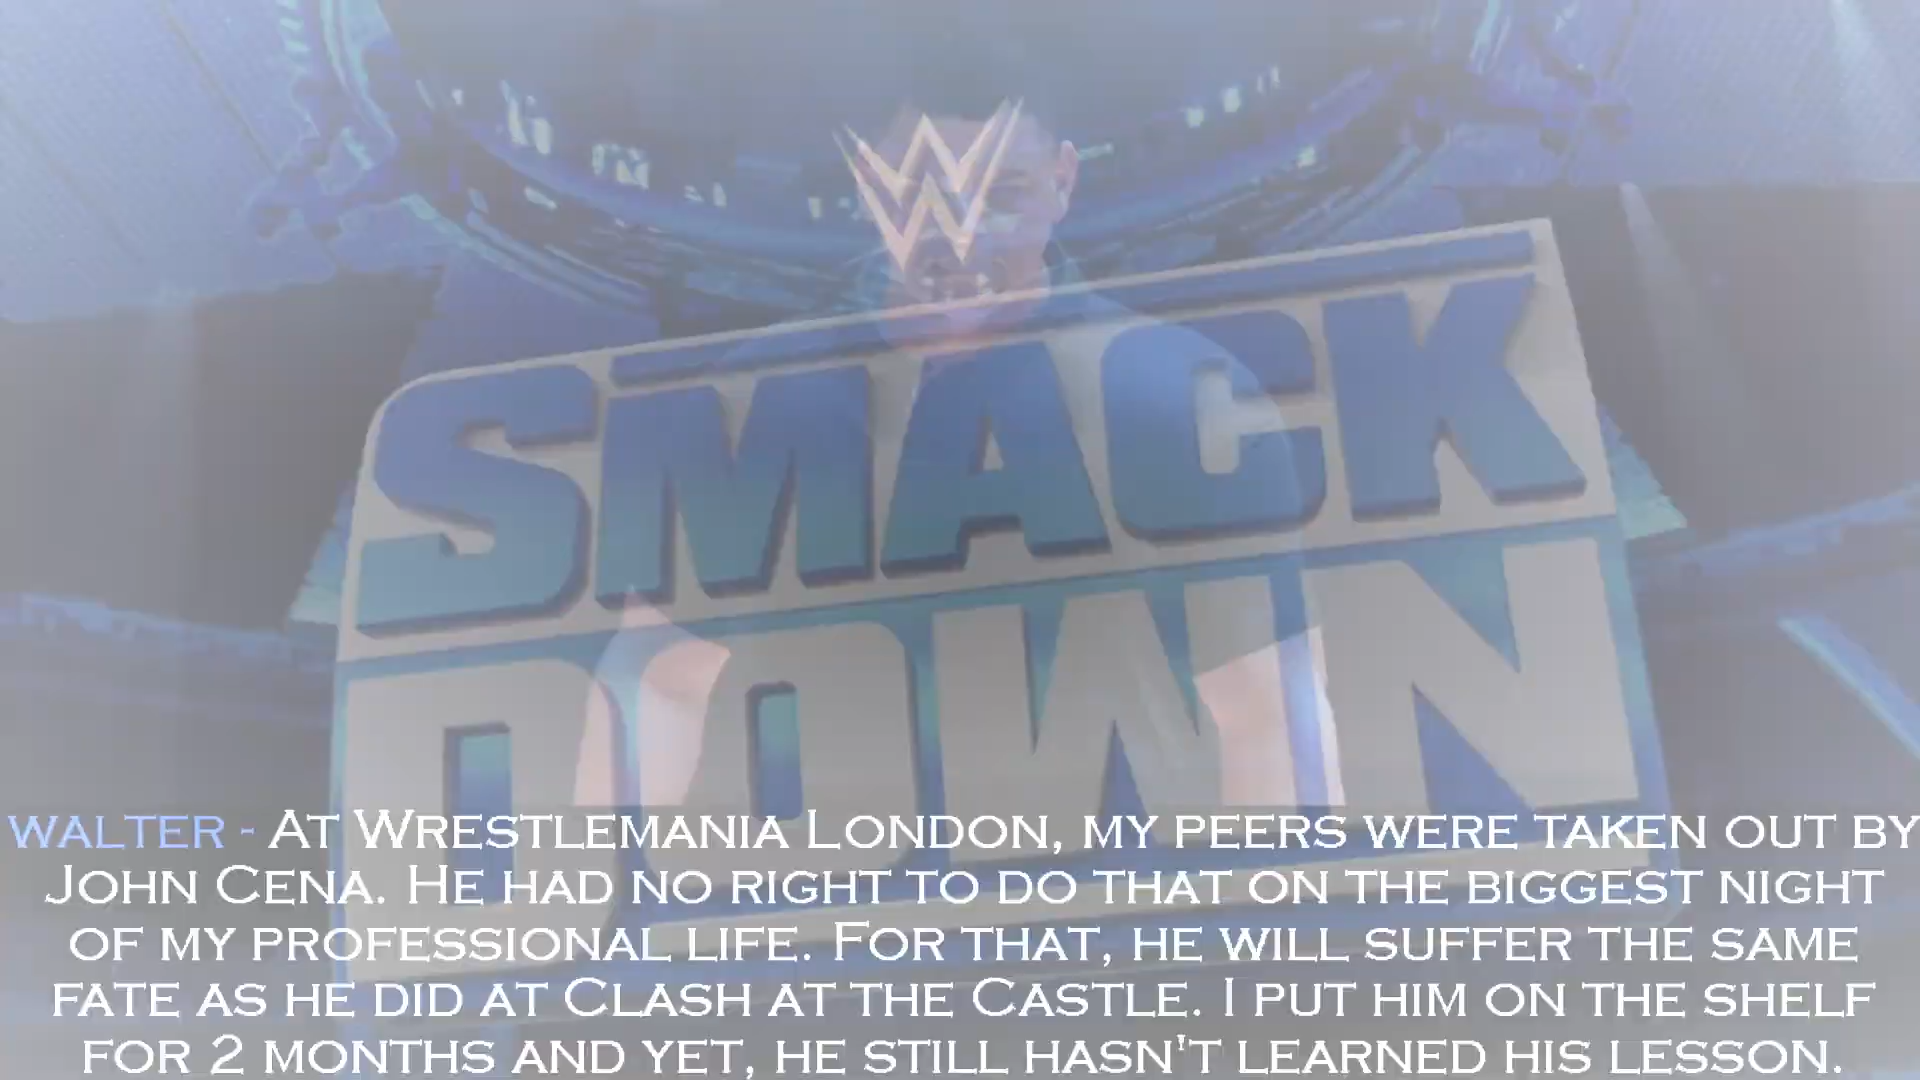 W
SMACK
DOWN
WALTER - At Wrestlemania London, my peers were taken out by
John Cena. He had no right to do that on the biggest night
of my professional life. For that, he will suffer the same
fate as he did at Clash at the Castle. I put him on the shelf
for 2 months and yet, he still hasn't learned his lesson.